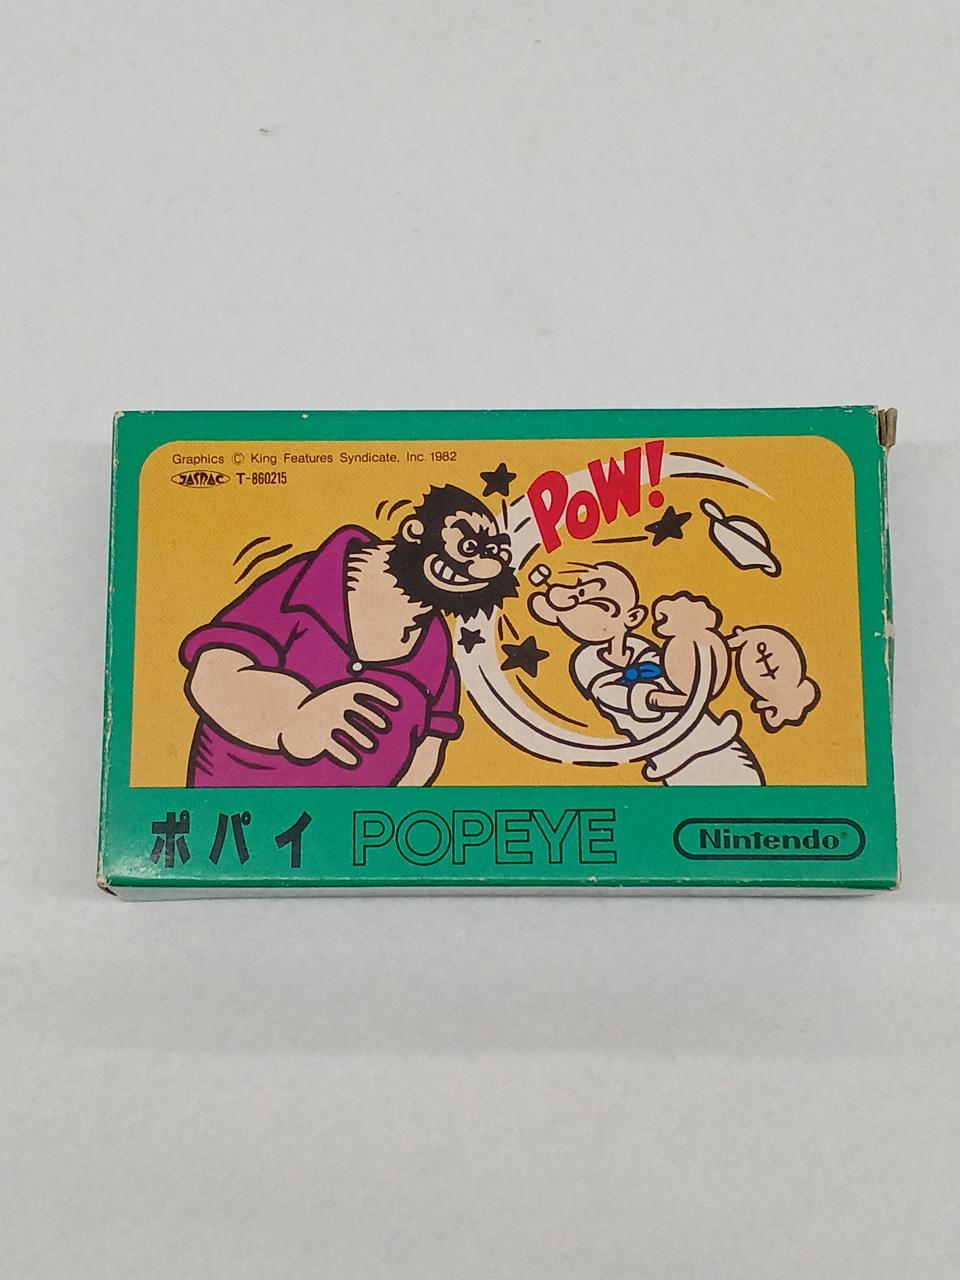 Graphics © King Features Syndicate, Inc. 1982
JASRAC T-860215
POW!
ポパイ POPEYE Nintendo®